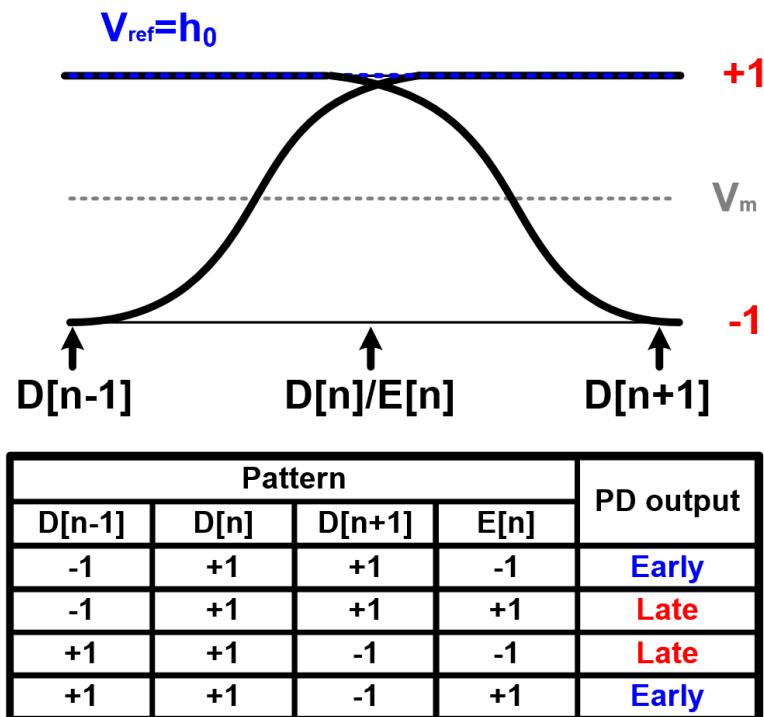 Vref=h0
+1
Vm
-1
D[n-1] D[n]/E[n] D[n+1]
Pattern PD output
D[n-1] D[n] D[n+1] E[n]
-1 +1 +1 -1 Early
-1 +1 +1 +1 Late
+1 +1 -1 -1 Late
+1 +1 -1 +1 Early